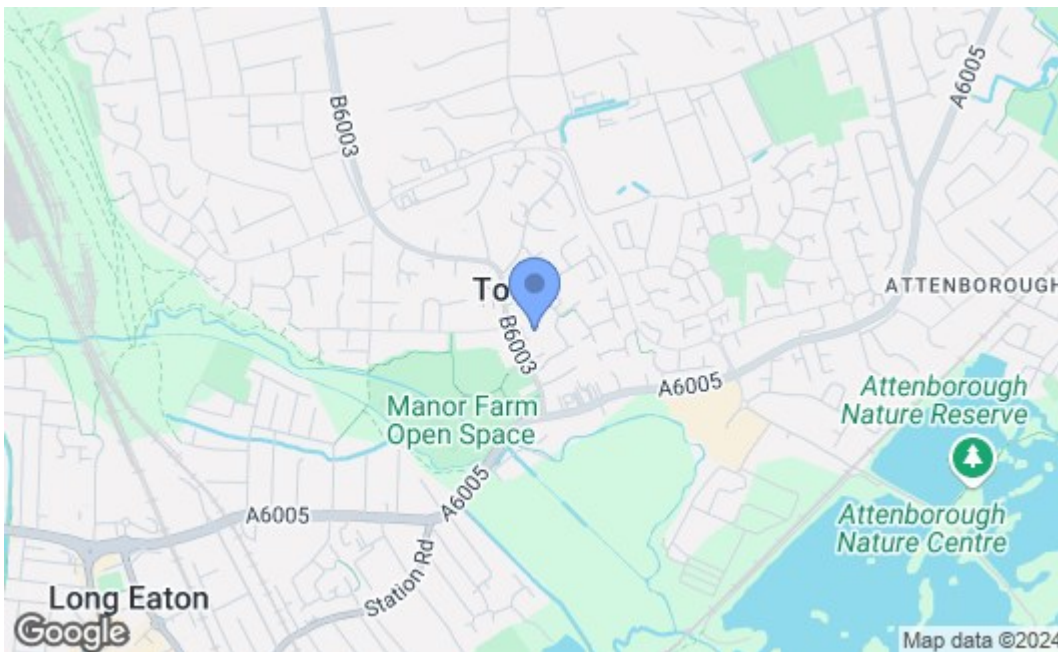 A6005
B6003
To
ATTENBOROUGH
B6003
A6005
Attenborough
Nature Reserve
Manor Farm
Open Space
A6005
A6005
Attenborough
Nature Centre
Station Rd
Long Eaton
Google
Map data ©2024